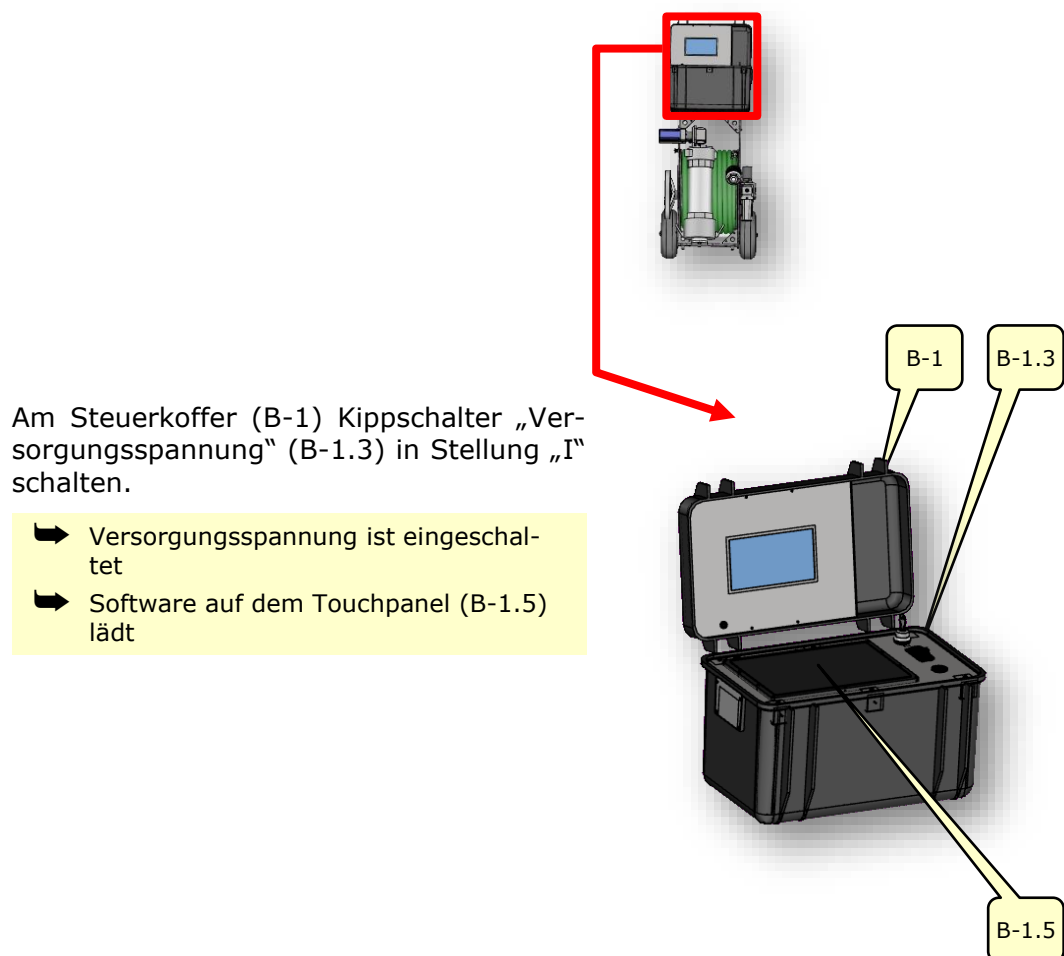 B-1
B-1.3
Am Steuerkoffer (B-1) Kippschalter „Ver-
sorgungsspannung“ (B-1.3) in Stellung „I“
schalten.
Versorgungsspannung ist eingeschal-
tet
Software auf dem Touchpanel (B-1.5)
lädt
B-1.5